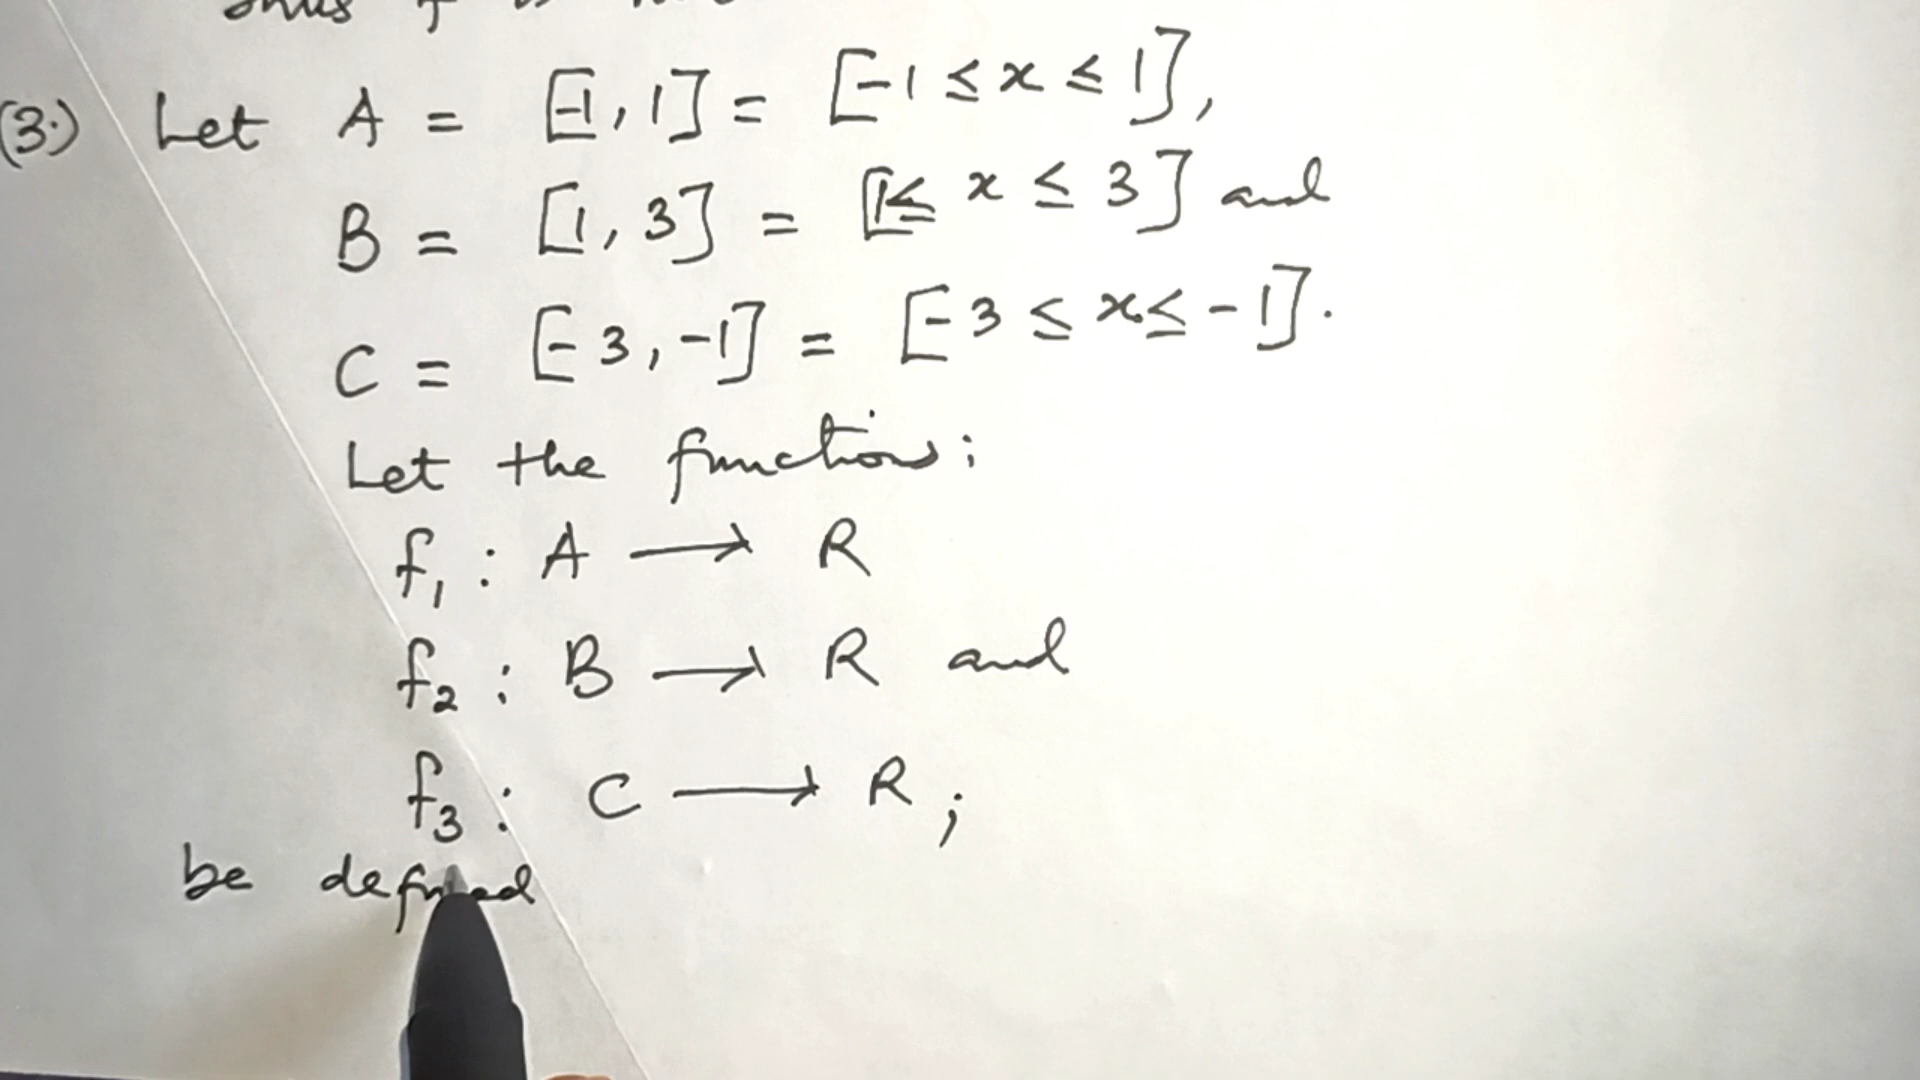 (3.) Let A = [-1, 1] = [-1 ≤ x ≤ 1],
B = [1, 3] = [1 ≤ x ≤ 3] and
C = [-3, -1] = [-3 ≤ x ≤ -1].
Let the functions:
f₁ : A → R
f₂ : B → R and
f₃ : C → R ;
be defined